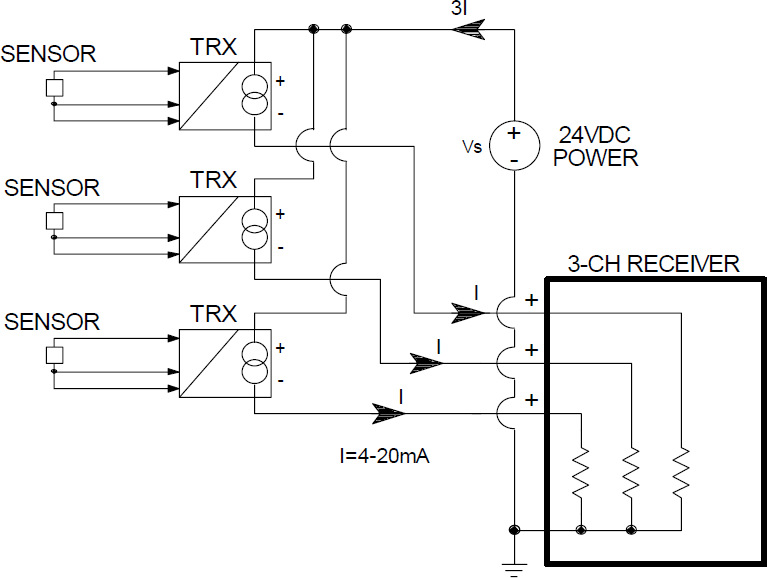 3I
SENSOR
TRX
+
-
Vs
+
-
24VDC
POWER
SENSOR
TRX
+
-
3-CH RECEIVER
I
+
SENSOR
TRX
+
-
I
+
I
+
I=4-20mA